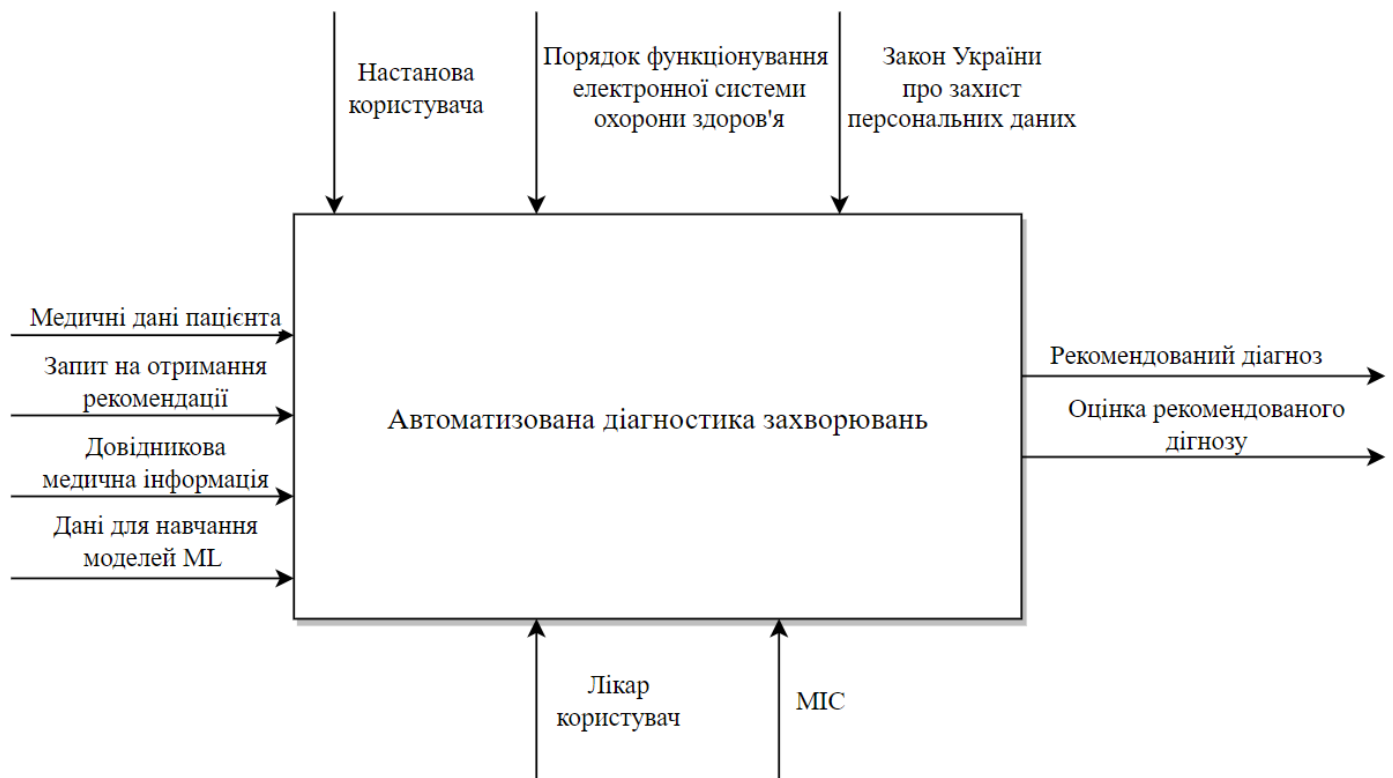 Настанова
користувача
Порядок функціонування
електронної системи
охорони здоров'я
Закон України
про захист
персональних даних
Медичні дані пацієнта
Запит на отримання
рекомендації
Довідникова
медична інформація
Дані для навчання
моделей ML
Автоматизована діагностика захворювань
Рекомендований діагноз
Оцінка рекомендованого
дігнозу
Лікар
користувач
МІС